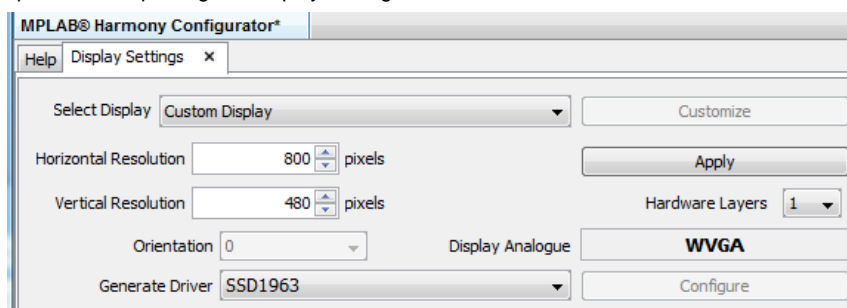 MPLAB® Harmony Configurator*
Help Display Settings ×
Select Display Custom Display Customize
Horizontal Resolution 800 pixels Apply
Vertical Resolution 480 pixels Hardware Layers 1
Orientation 0 Display Analogue WVGA
Generate Driver SSD1963 Configure